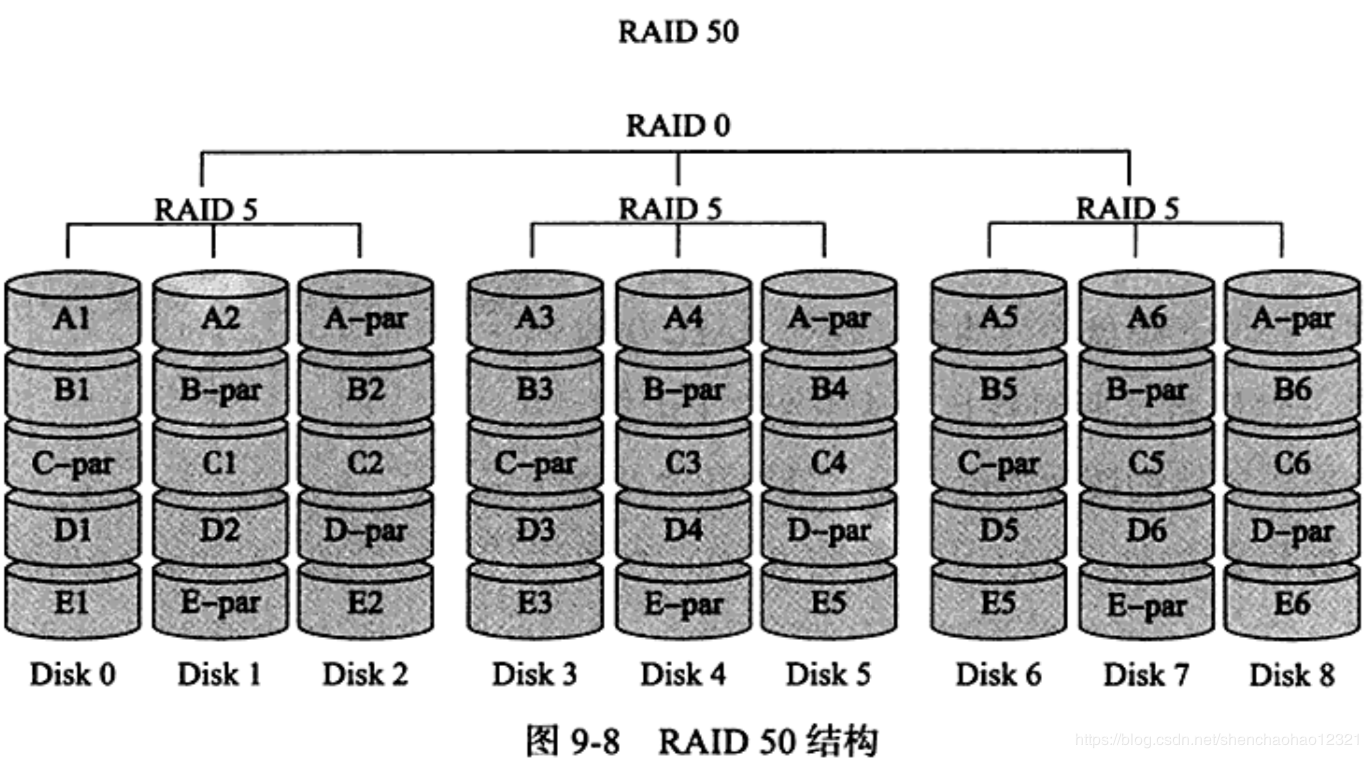 RAID 50
RAID 0
RAID 5 RAID 5 RAID 5
A1 A2 A-par A3 A4 A-par A5 A6 A-par
B1 B-par B2 B3 B-par B4 B5 B-par B6
C-par C1 C2 C-par C3 C4 C-par C5 C6
D1 D2 D-par D3 D4 D-par D5 D6 D-par
E1 E-par E2 E3 E-par E5 E5 E-par E6
Disk 0 Disk 1 Disk 2 Disk 3 Disk 4 Disk 5 Disk 6 Disk 7 Disk 8
图 9-8 RAID 50 结构
https://blog.csdn.net/shenchaohao12321